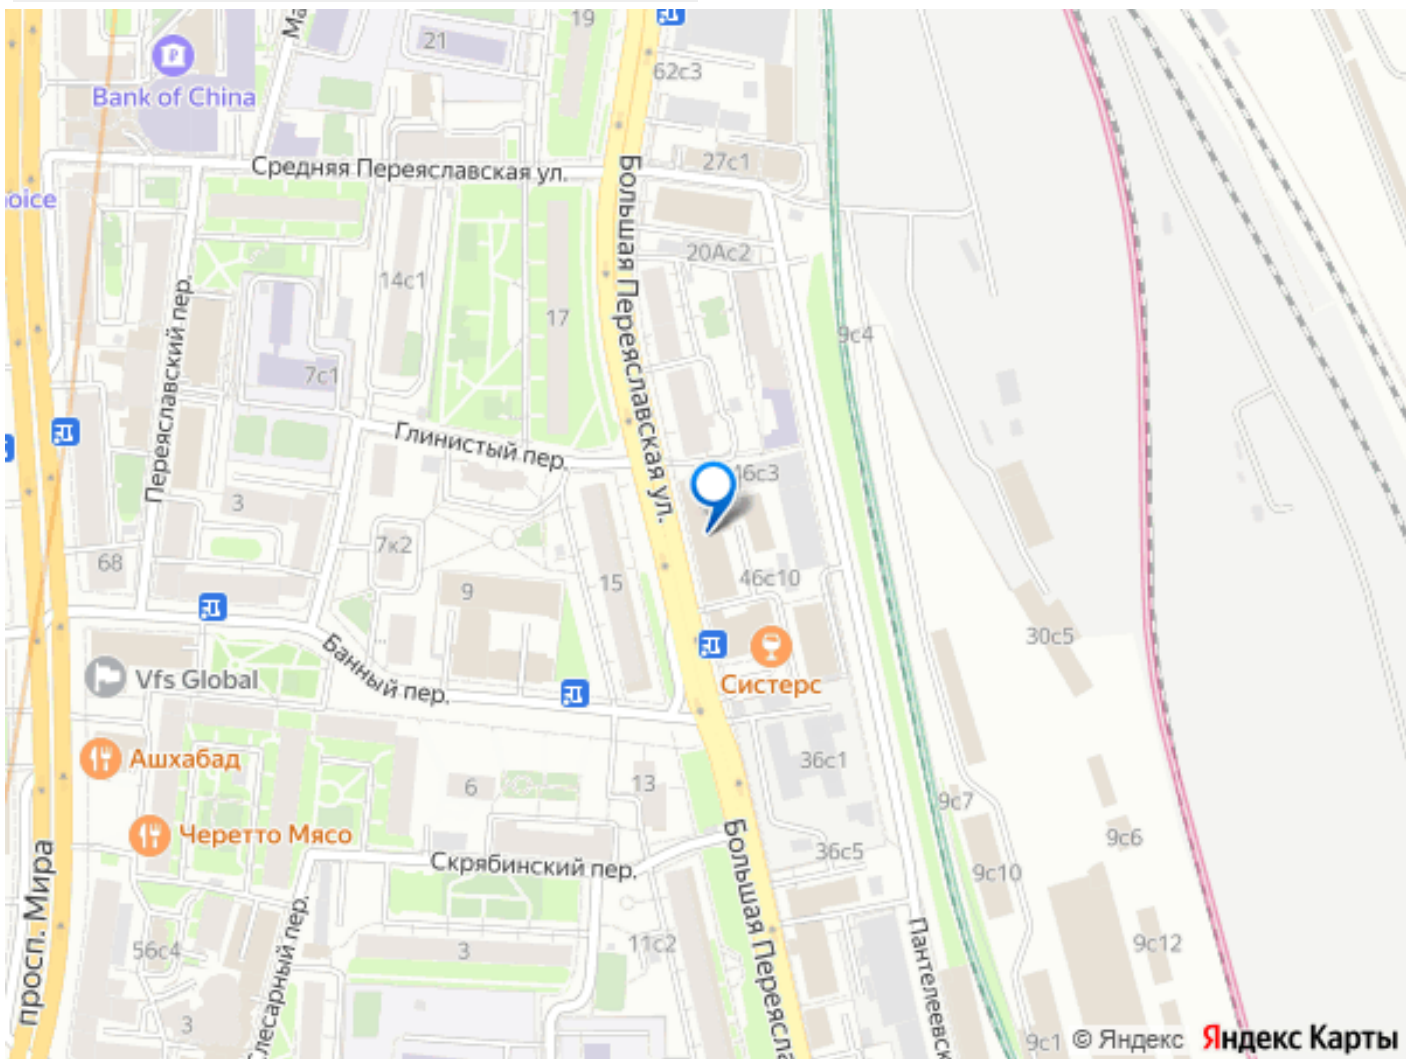 19
Ма
21
62с3
Bank of China
27с1
Средняя Переяславская ул.
Большая Переяславская ул.
oice
20Ас2
14с1
17
9с4
7с1
Переяславский пер.
Глинистый пер.
46с3
3
7к2
68
15
46с10
9
30с5
Банный пер.
Vfs Global
Систерс
Ашхабад
36с1
6
13
9с7
Черетто Мясо
9с6
просп. Мира
Скрябинский пер.
Большая Переясла
36с5
9с10
Пантелеевск
56с4
3
11с2
9с12
Слесарный пер.
3
9с1
© Яндекс Яндекс Карты